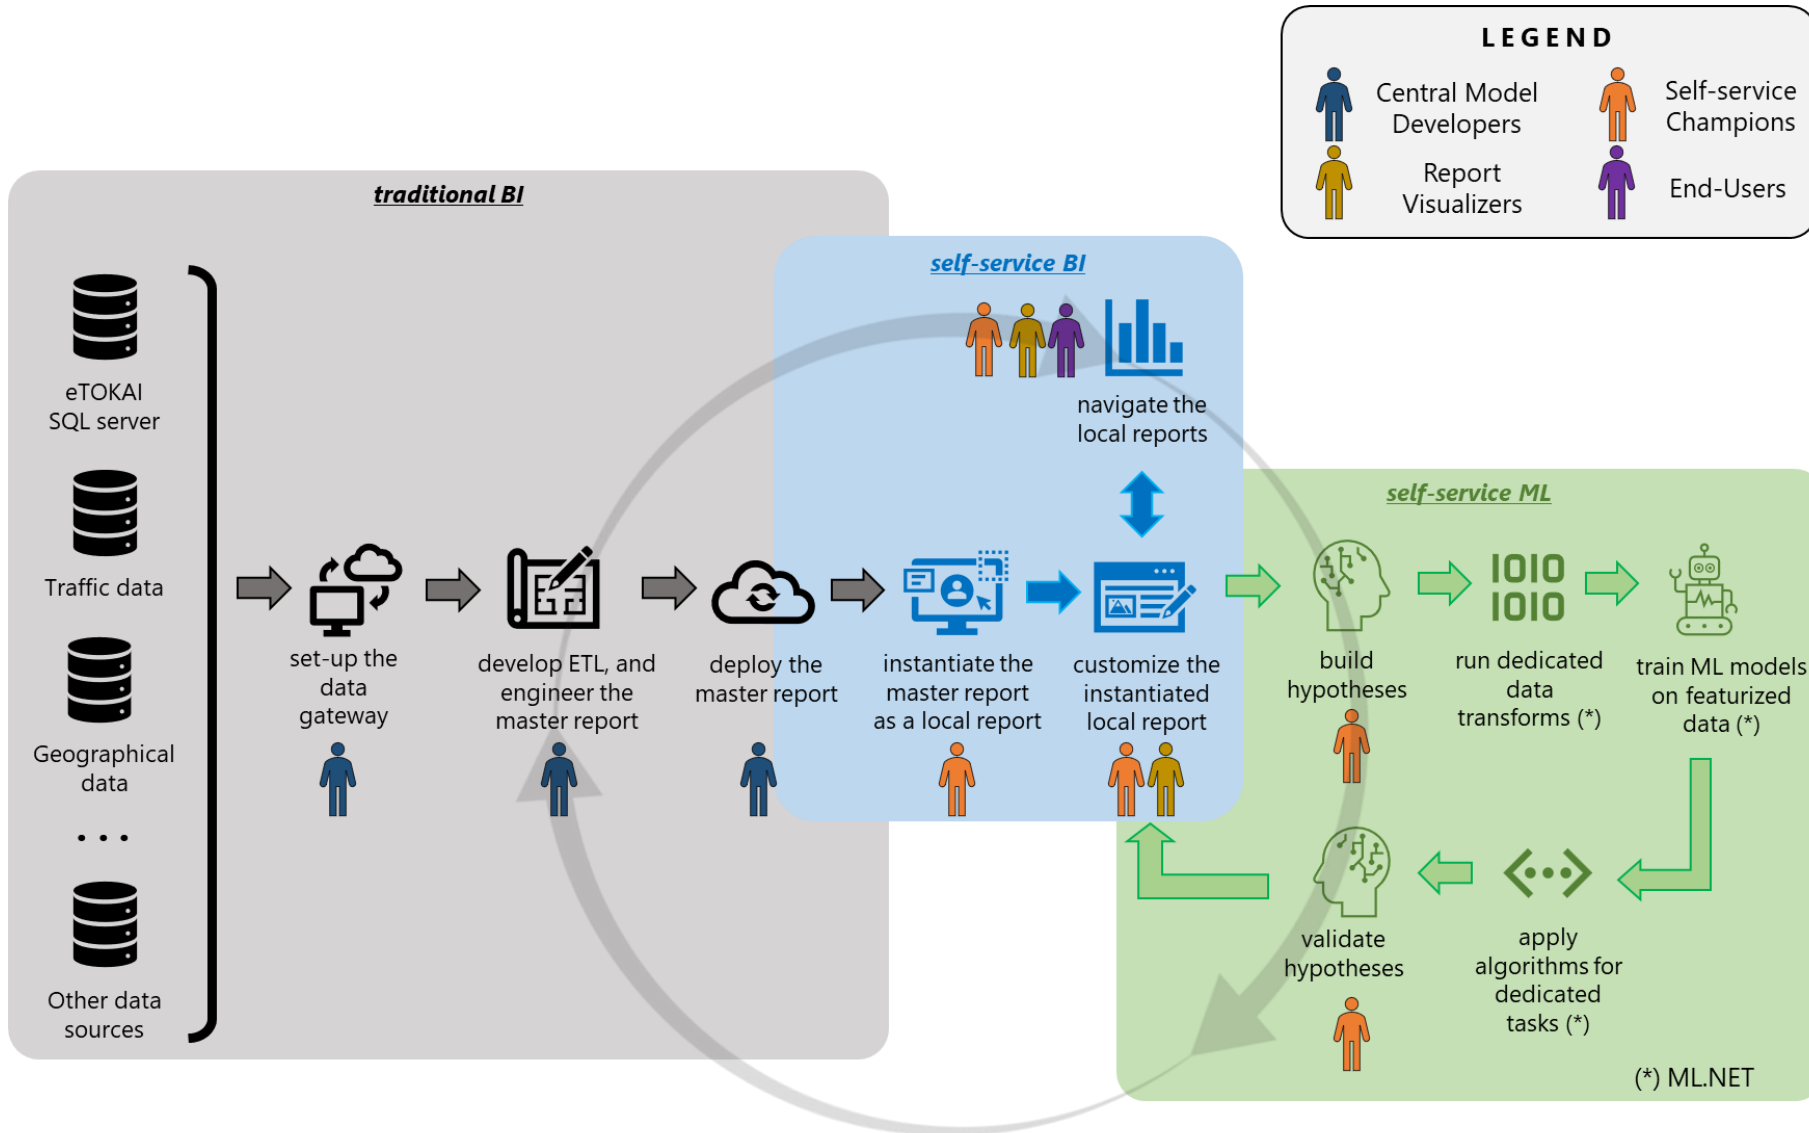 LEGEND
Central Model
Developers
Self-service
Champions
Report
Visualizers
End-Users
traditional BI
eTOKAI
SQL server
Traffic data
Geographical
data
...
Other data
sources
set-up the
data
gateway
develop ETL, and
engineer the
master report
deploy the
master report
self-service BI
navigate the
local reports
instantiate the
master report
as a local report
customize the
instantiated
local report
self-service ML
build
hypotheses
IOIO
IOIO
run dedicated
data
transforms (*)
train ML models
on featurized
data (*)
apply
algorithms for
dedicated
tasks (*)
validate
hypotheses
(*) ML.NET